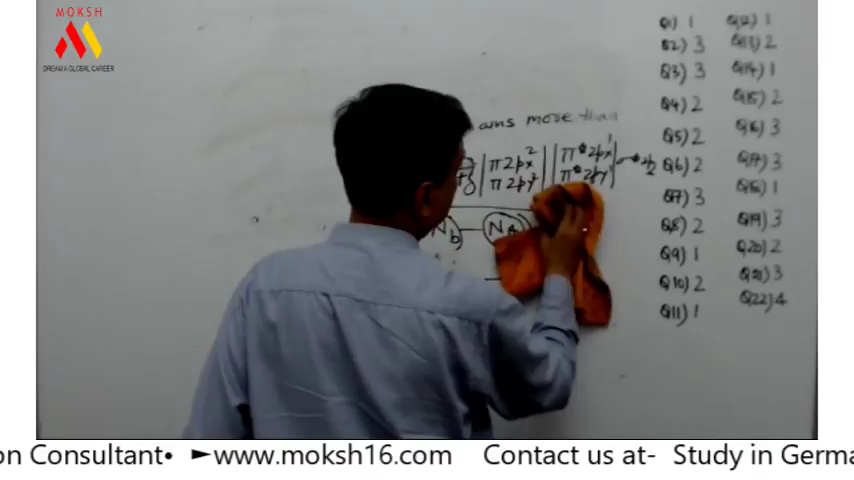 MOKSH
DREAM A GLOBAL CAREER
ans more than
π2px² π*2px¹
π2py² π*2py¹
Nb — Na
Q1) 1
Q2) 3
Q3) 3
Q4) 2
Q5) 2
Q6) 2
Q7) 3
Q8) 2
Q9) 1
Q10) 2
Q11) 1
Q12) 1
Q13) 2
Q14) 1
Q15) 2
Q16) 3
Q17) 3
Q18) 1
Q19) 3
Q20) 2
Q21) 3
Q22) 4
on Consultant• ►www.moksh16.com Contact us at- Study in Germa